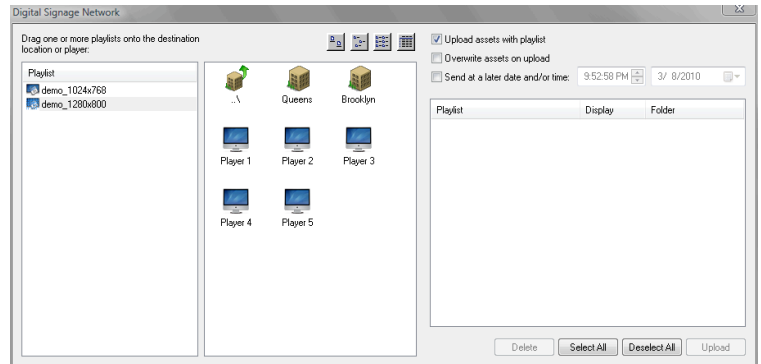 Digital Signage Network
Drag one or more playlists onto the destination
location or player:
Playlist
demo_1024x768
demo_1280x800
..\
Queens
Brooklyn
Player 1
Player 2
Player 3
Player 4
Player 5
Upload assets with playlist
Overwrite assets on upload
Send at a later date and/or time:
9:52:58 PM
3/ 8/2010
Playlist
Display
Folder
Delete
Select All
Deselect All
Upload